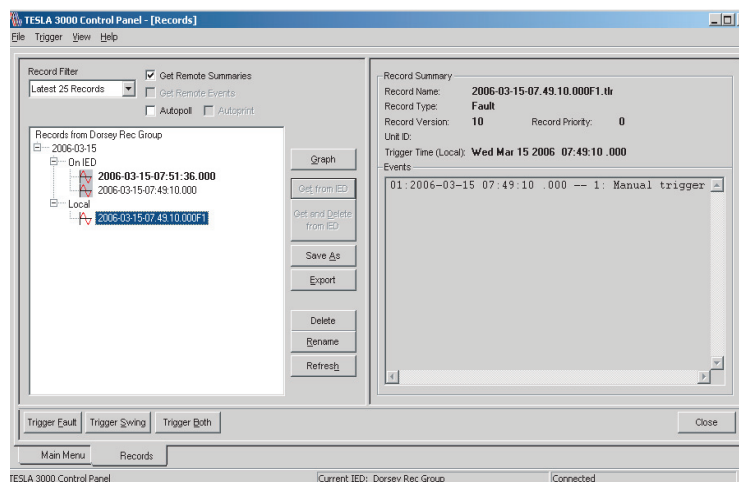 TESLA 3000 Control Panel - [Records]
File Trigger View Help
Record Filter
Latest 25 Records
Get Remote Summaries
Get Remote Events
Autopoll Autoprint
Records from Dorsey Rec Group
2006-03-15
On IED
2006-03-15-07:51:36.000
2006-03-15-07:49:10.000
Local
2006-03-15-07.49.10.000F1
Graph
Get from IED
Get and Delete
from IED
Save As
Export
Delete
Rename
Refresh
Record Summary
Record Name: 2006-03-15-07.49.10.000F1.tlr
Record Type: Fault
Record Version: 10 Record Priority: 0
Unit ID:
Trigger Time (Local): Wed Mar 15 2006 07:49:10 .000
Events
01:2006-03-15 07:49:10 .000 -- 1: Manual trigger
Trigger Fault Trigger Swing Trigger Both Close
Main Menu Records
TESLA 3000 Control Panel Current IED: Dorsey Rec Group Connected